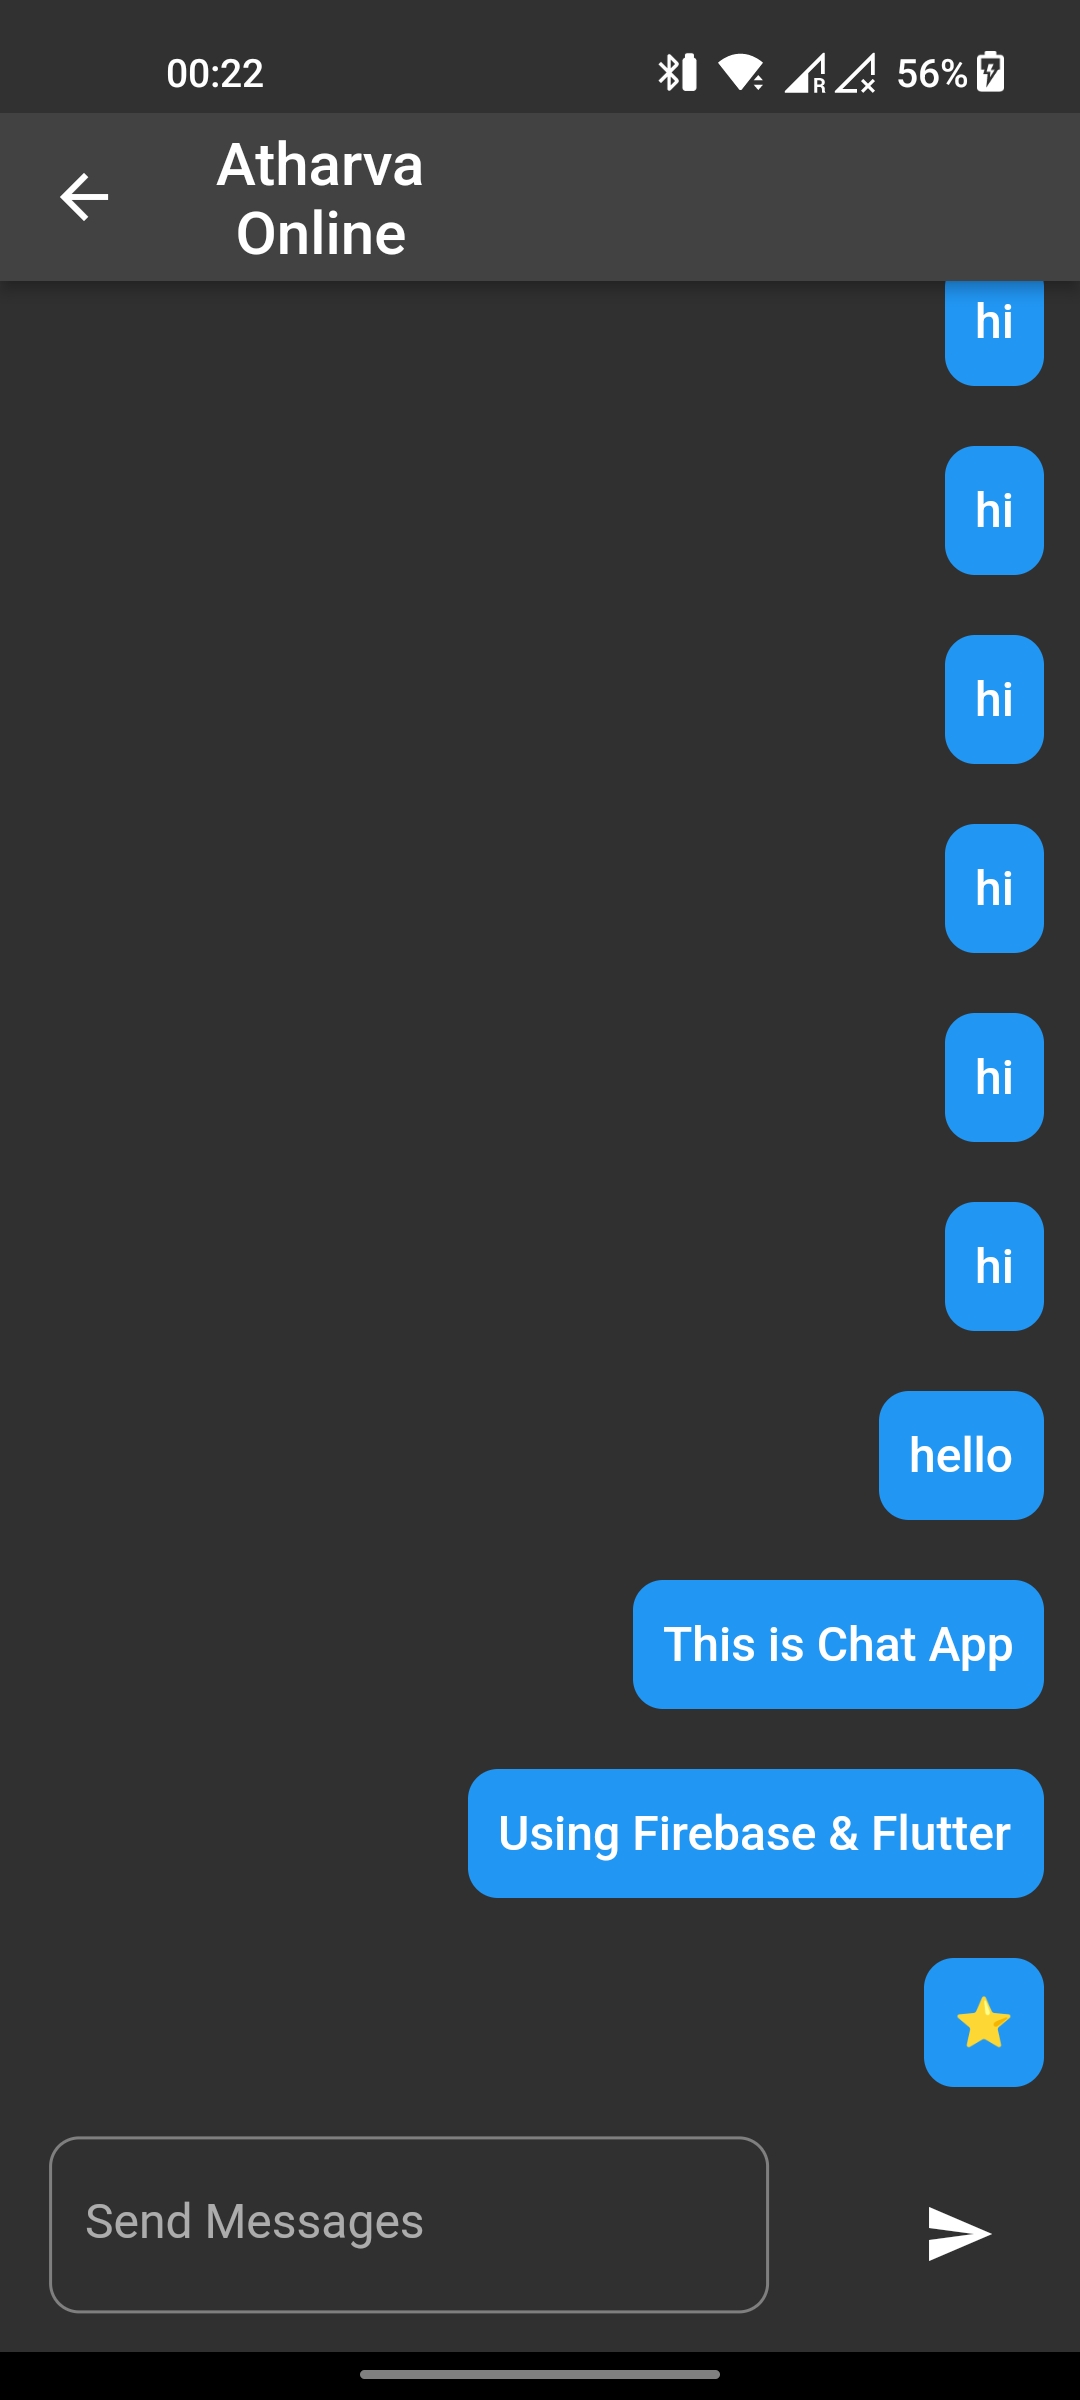 00:22 56%
Atharva
Online
hi
hi
hi
hi
hi
hi
hello
This is Chat App
Using Firebase & Flutter
⭐
Send Messages